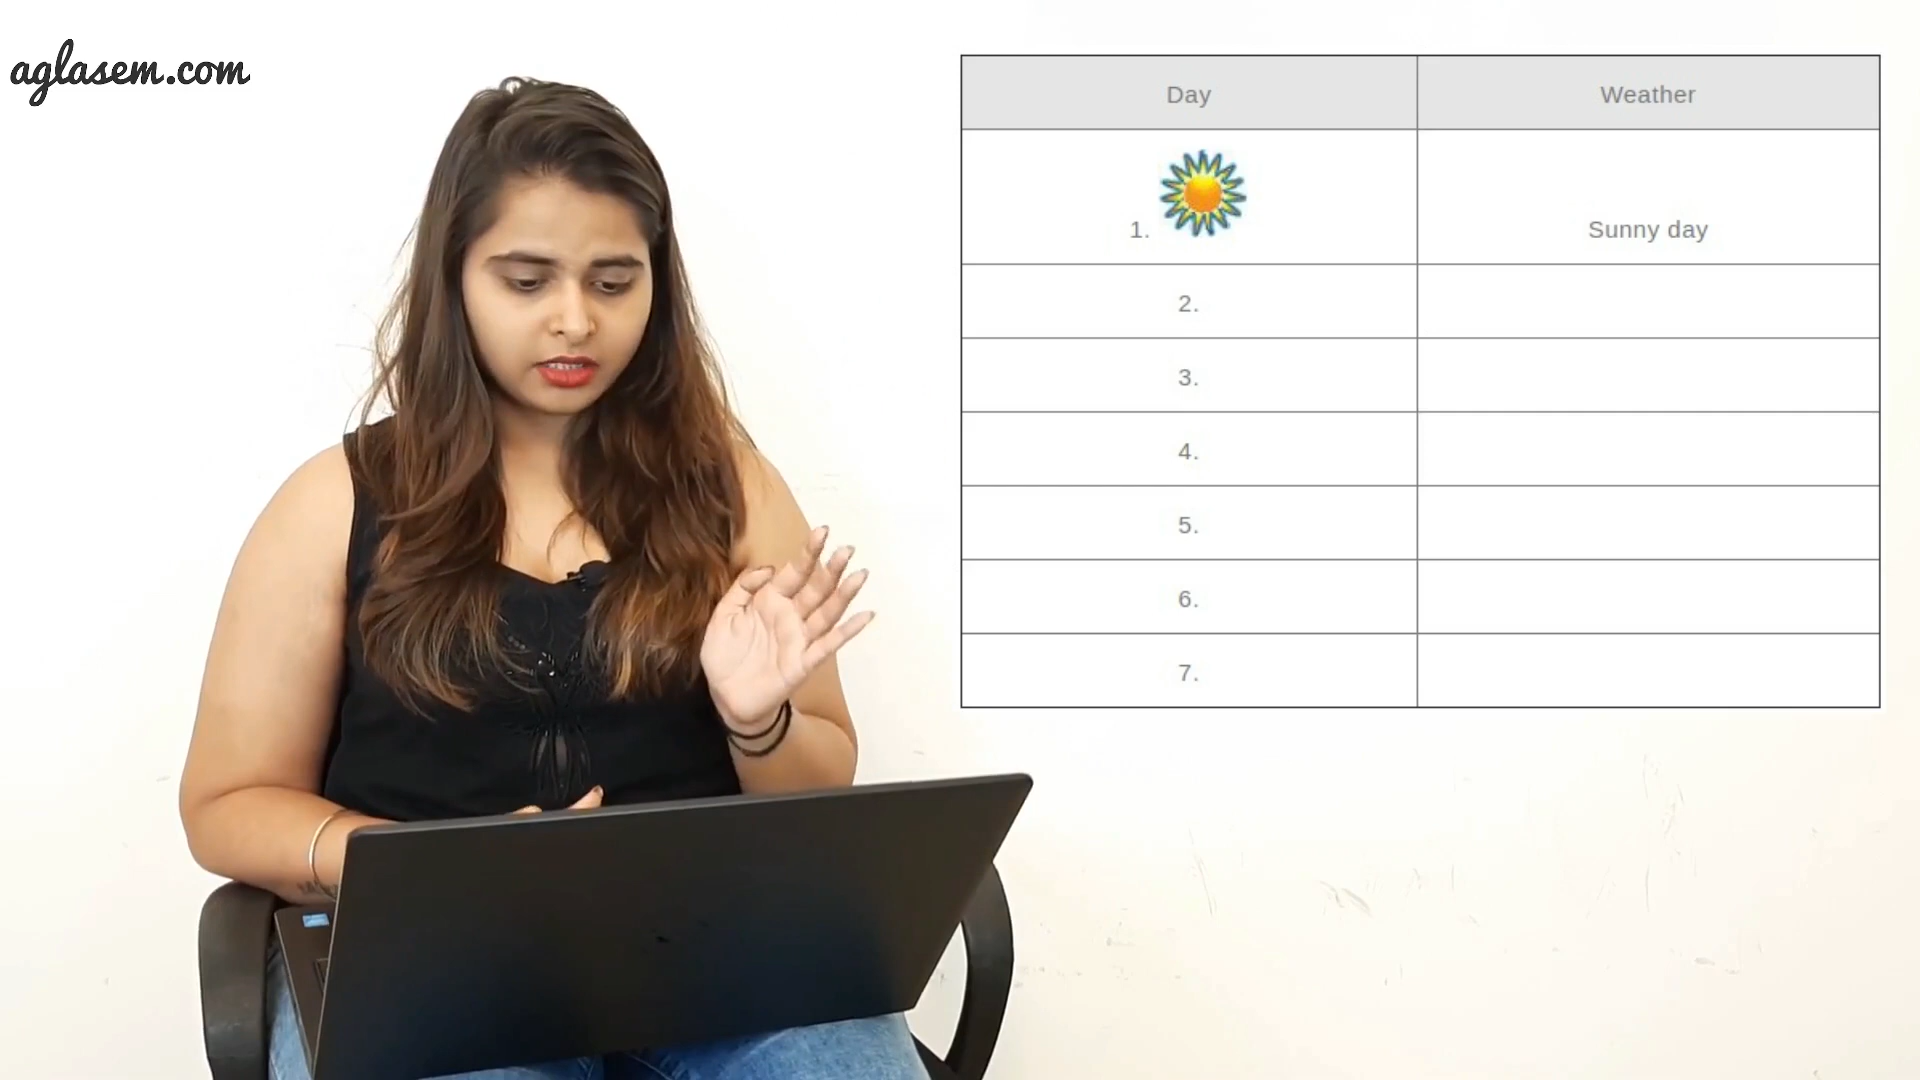 aglasem.com
Day Weather
1. Sunny day
2.
3.
4.
5.
6.
7.